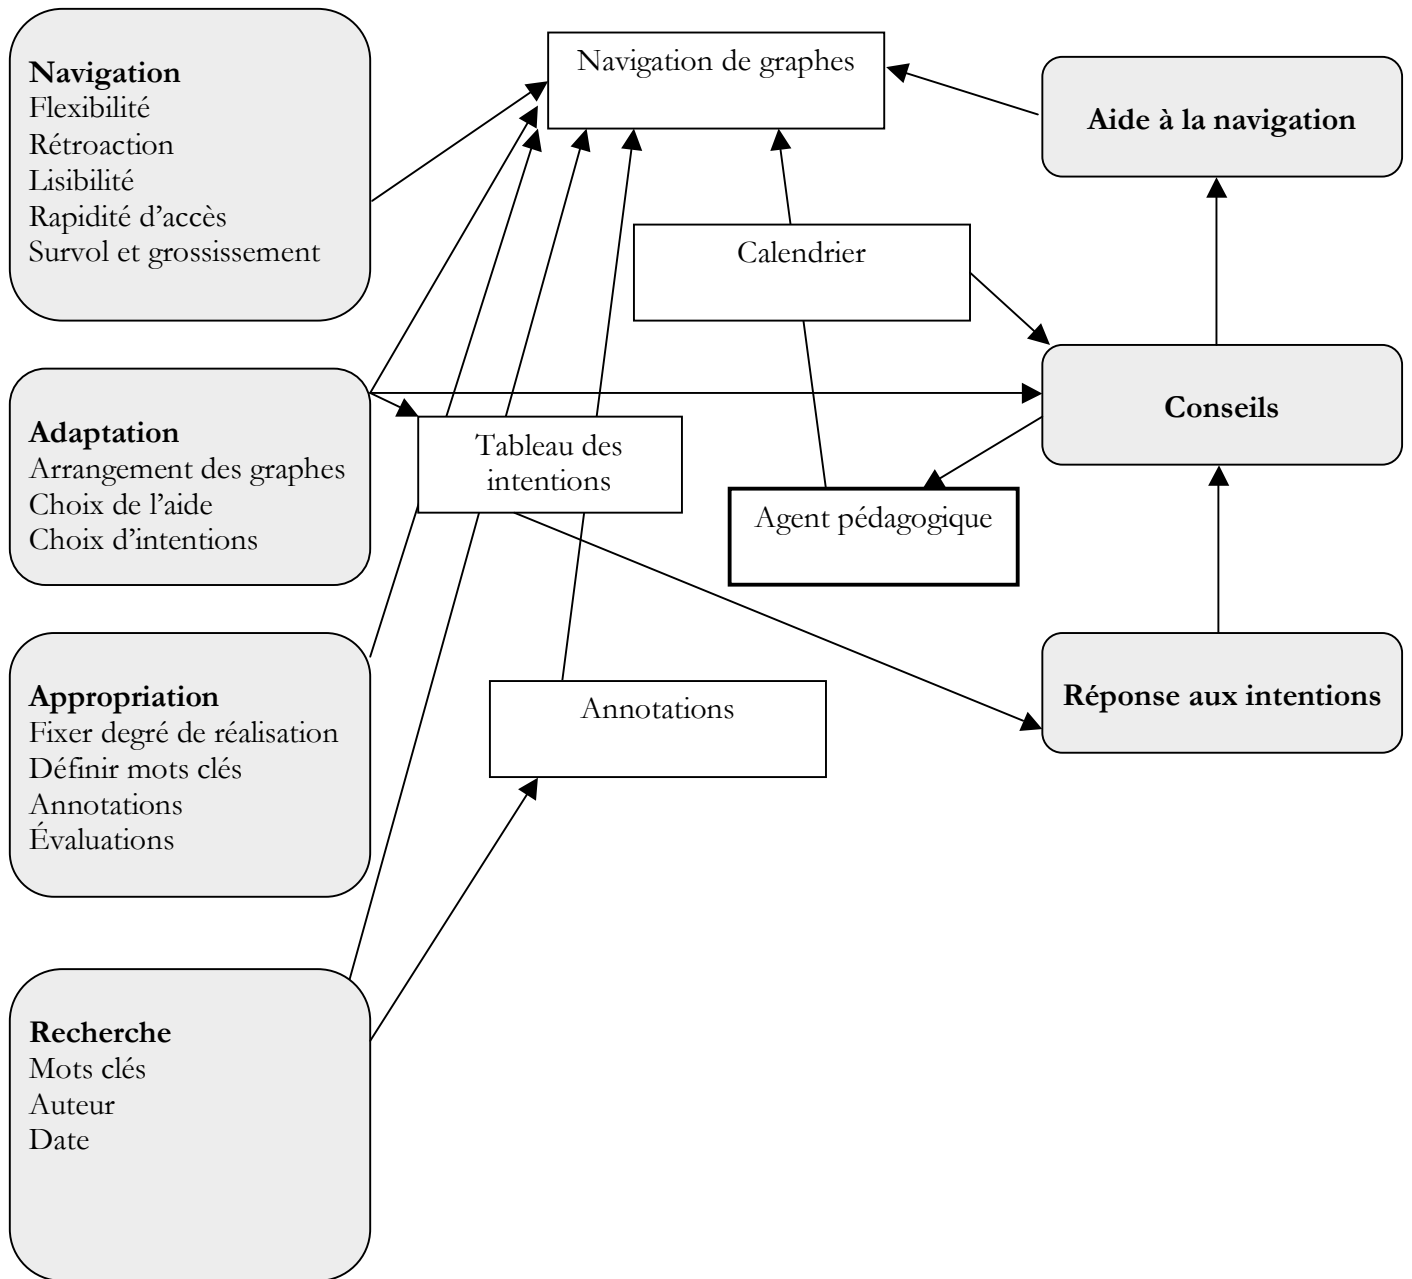 Navigation
Flexibilité
Rétroaction
Lisibilité
Rapidité d’accès
Survol et grossissement
Navigation de graphes
Aide à la navigation
Calendrier
Adaptation
Arrangement des graphes
Choix de l’aide
Choix d’intentions
Tableau des
intentions
Conseils
Agent pédagogique
Appropriation
Fixer degré de réalisation
Définir mots clés
Annotations
Évaluations
Annotations
Réponse aux intentions
Recherche
Mots clés
Auteur
Date